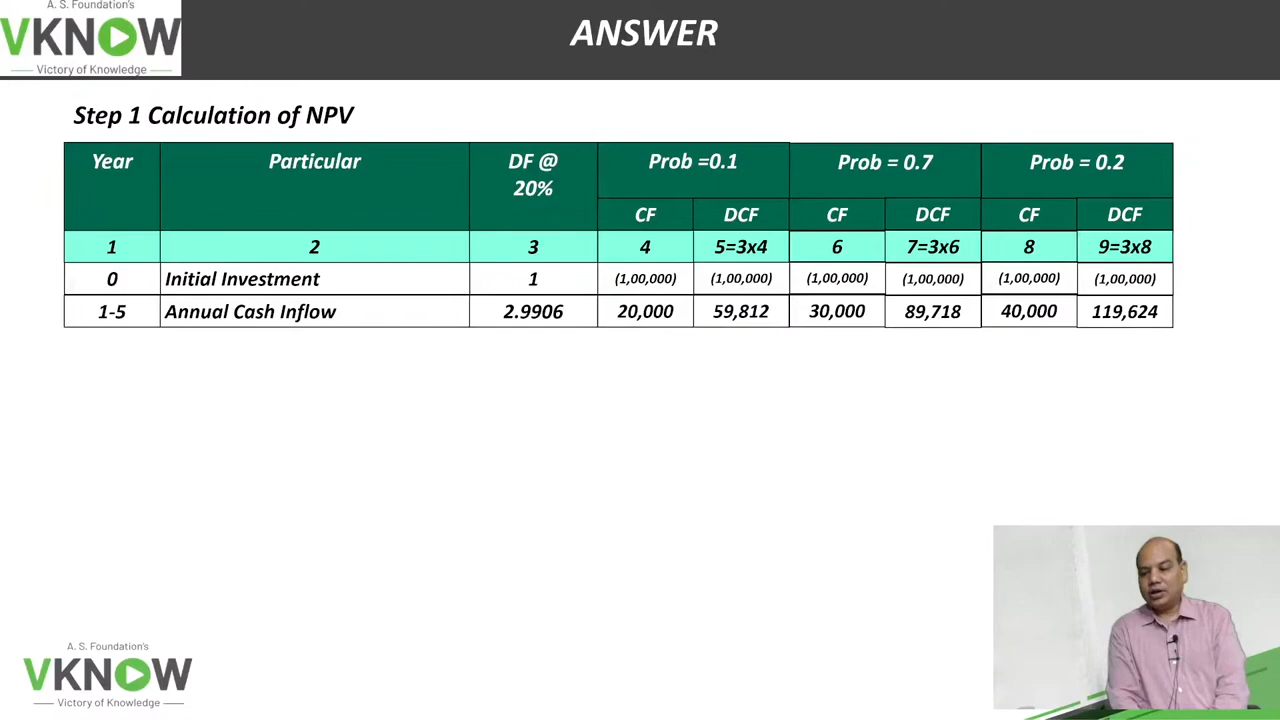 A. S. Foundation's
VKNOW
Victory of Knowledge
ANSWER
Step 1 Calculation of NPV
Year Particular DF @ 20% Prob =0.1 Prob = 0.7 Prob = 0.2
CF DCF CF DCF CF DCF
1 2 3 4 5=3x4 6 7=3x6 8 9=3x8
0 Initial Investment 1 (1,00,000) (1,00,000) (1,00,000) (1,00,000) (1,00,000) (1,00,000)
1-5 Annual Cash Inflow 2.9906 20,000 59,812 30,000 89,718 40,000 119,624
A. S. Foundation's
VKNOW
Victory of Knowledge